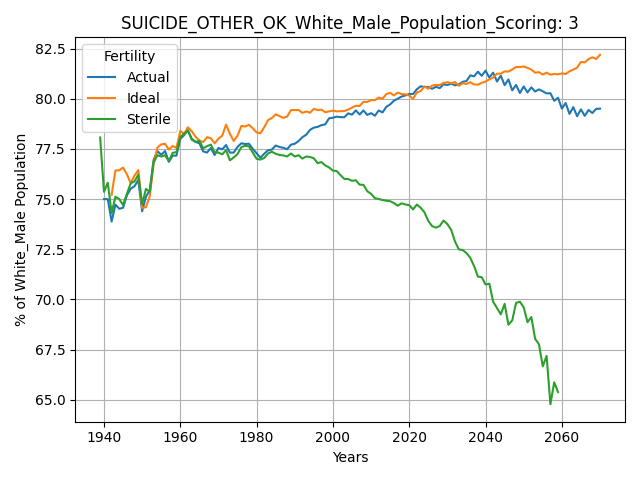 SUICIDE_OTHER_OK_White_Male_Population_Scoring: 3
Fertility
Actual
Ideal
Sterile
% of White_Male Population
82.5
80.0
77.5
75.0
72.5
70.0
67.5
65.0
1940 1960 1980 2000 2020 2040 2060
Years